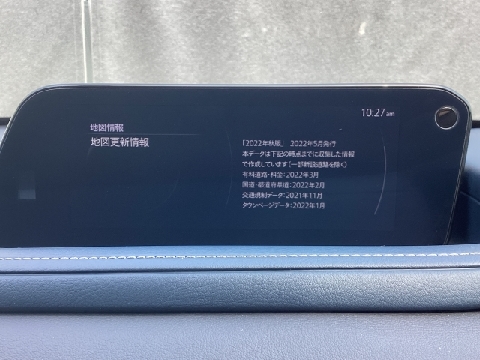 10:27am
地図情報
地図更新情報
「2022年秋版」 2022年5月発行
本データは下記の時点までに収集した情報
で作成しています(一部新設道路を除く)
有料道路・料金:2022年3月
国道・都道府県道:2022年2月
交通規制データ:2021年11月
タウンページデータ:2022年1月